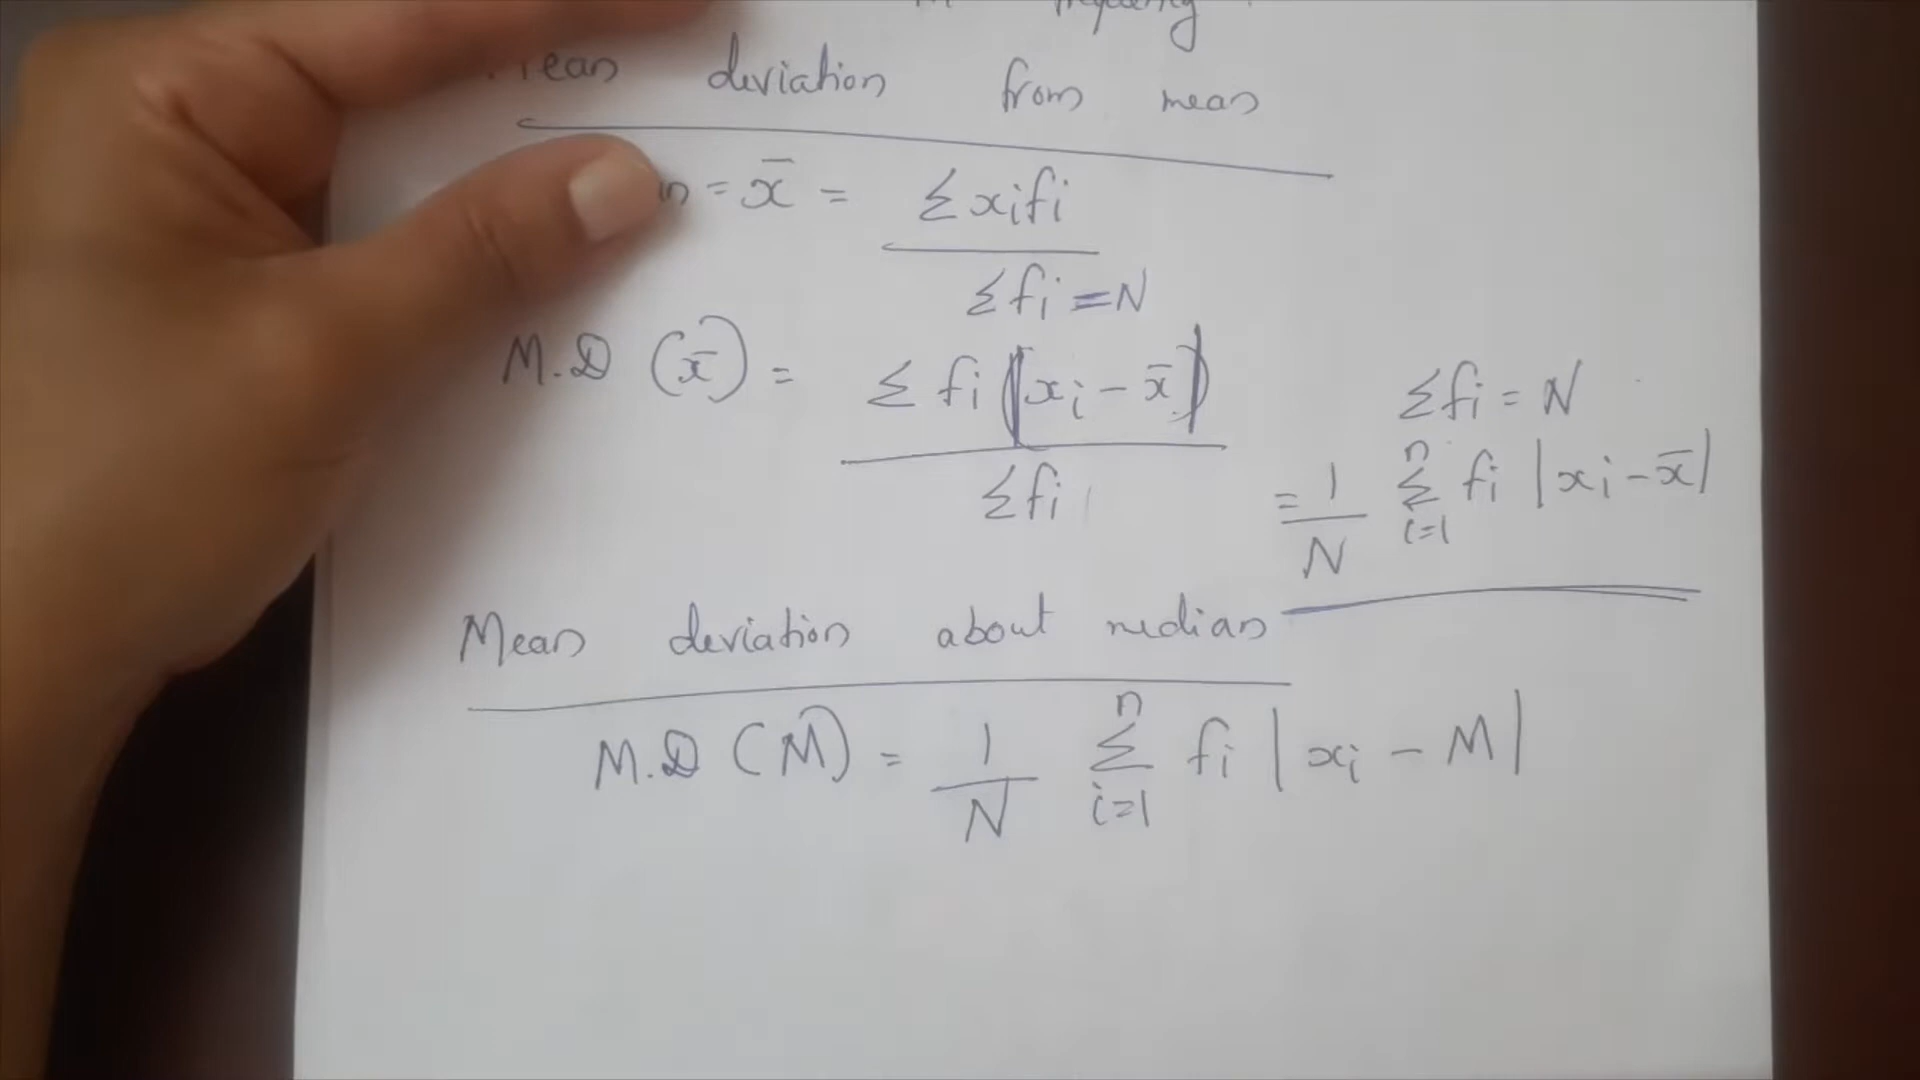 frequency
Mean deviation from mean
n = x̄ = Σxifi
Σfi = N
M.D (x̄) = Σ fi |xi - x̄|
Σfi
Σfi = N
= 1/N Σ i=1 n fi |xi - x̄|
Mean deviation about median
M.D (M) = 1/N Σ i=1 n fi |xi - M|